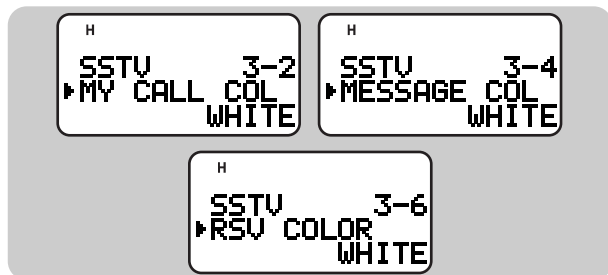 H
SSTV 3-2
MY CALL COL
WHITE
H
SSTV 3-4
MESSAGE COL
WHITE
H
SSTV 3-6
RSV COLOR
WHITE